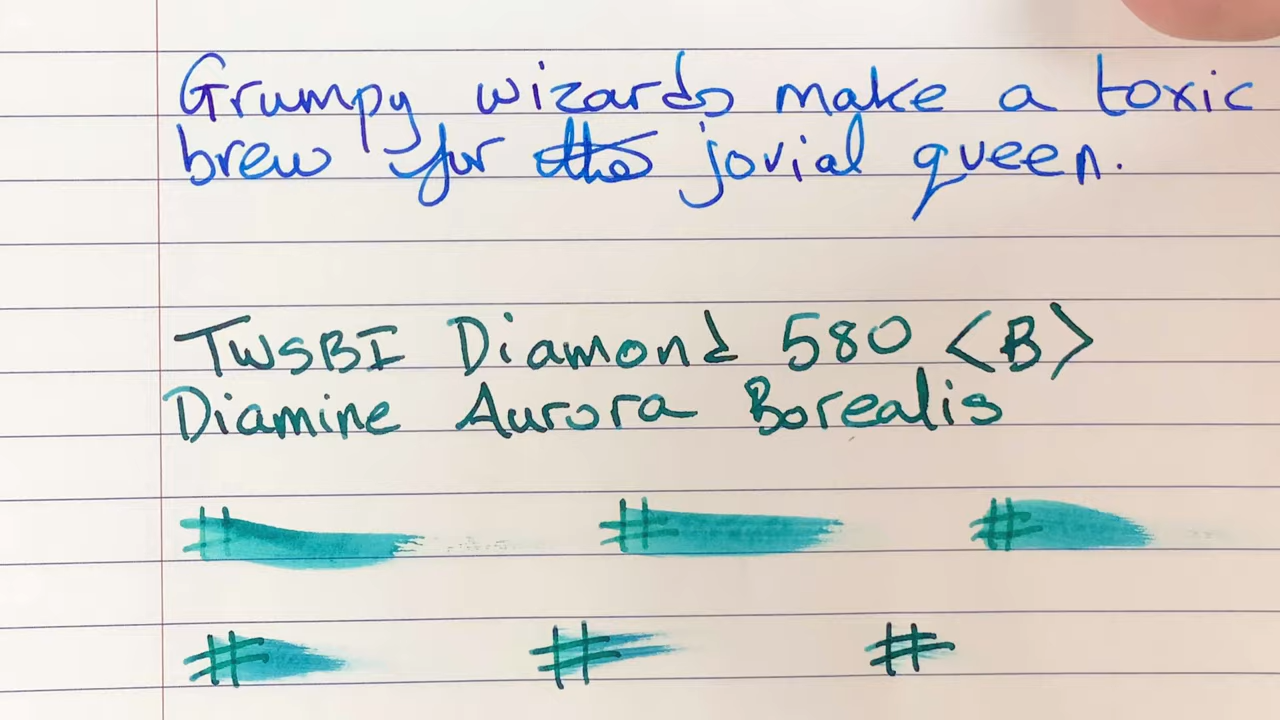 Grumpy wizards make a toxic
brew for the jovial queen.
TWSBI Diamond 580 <B>
Diamine Aurora Borealis
# # #
# # #